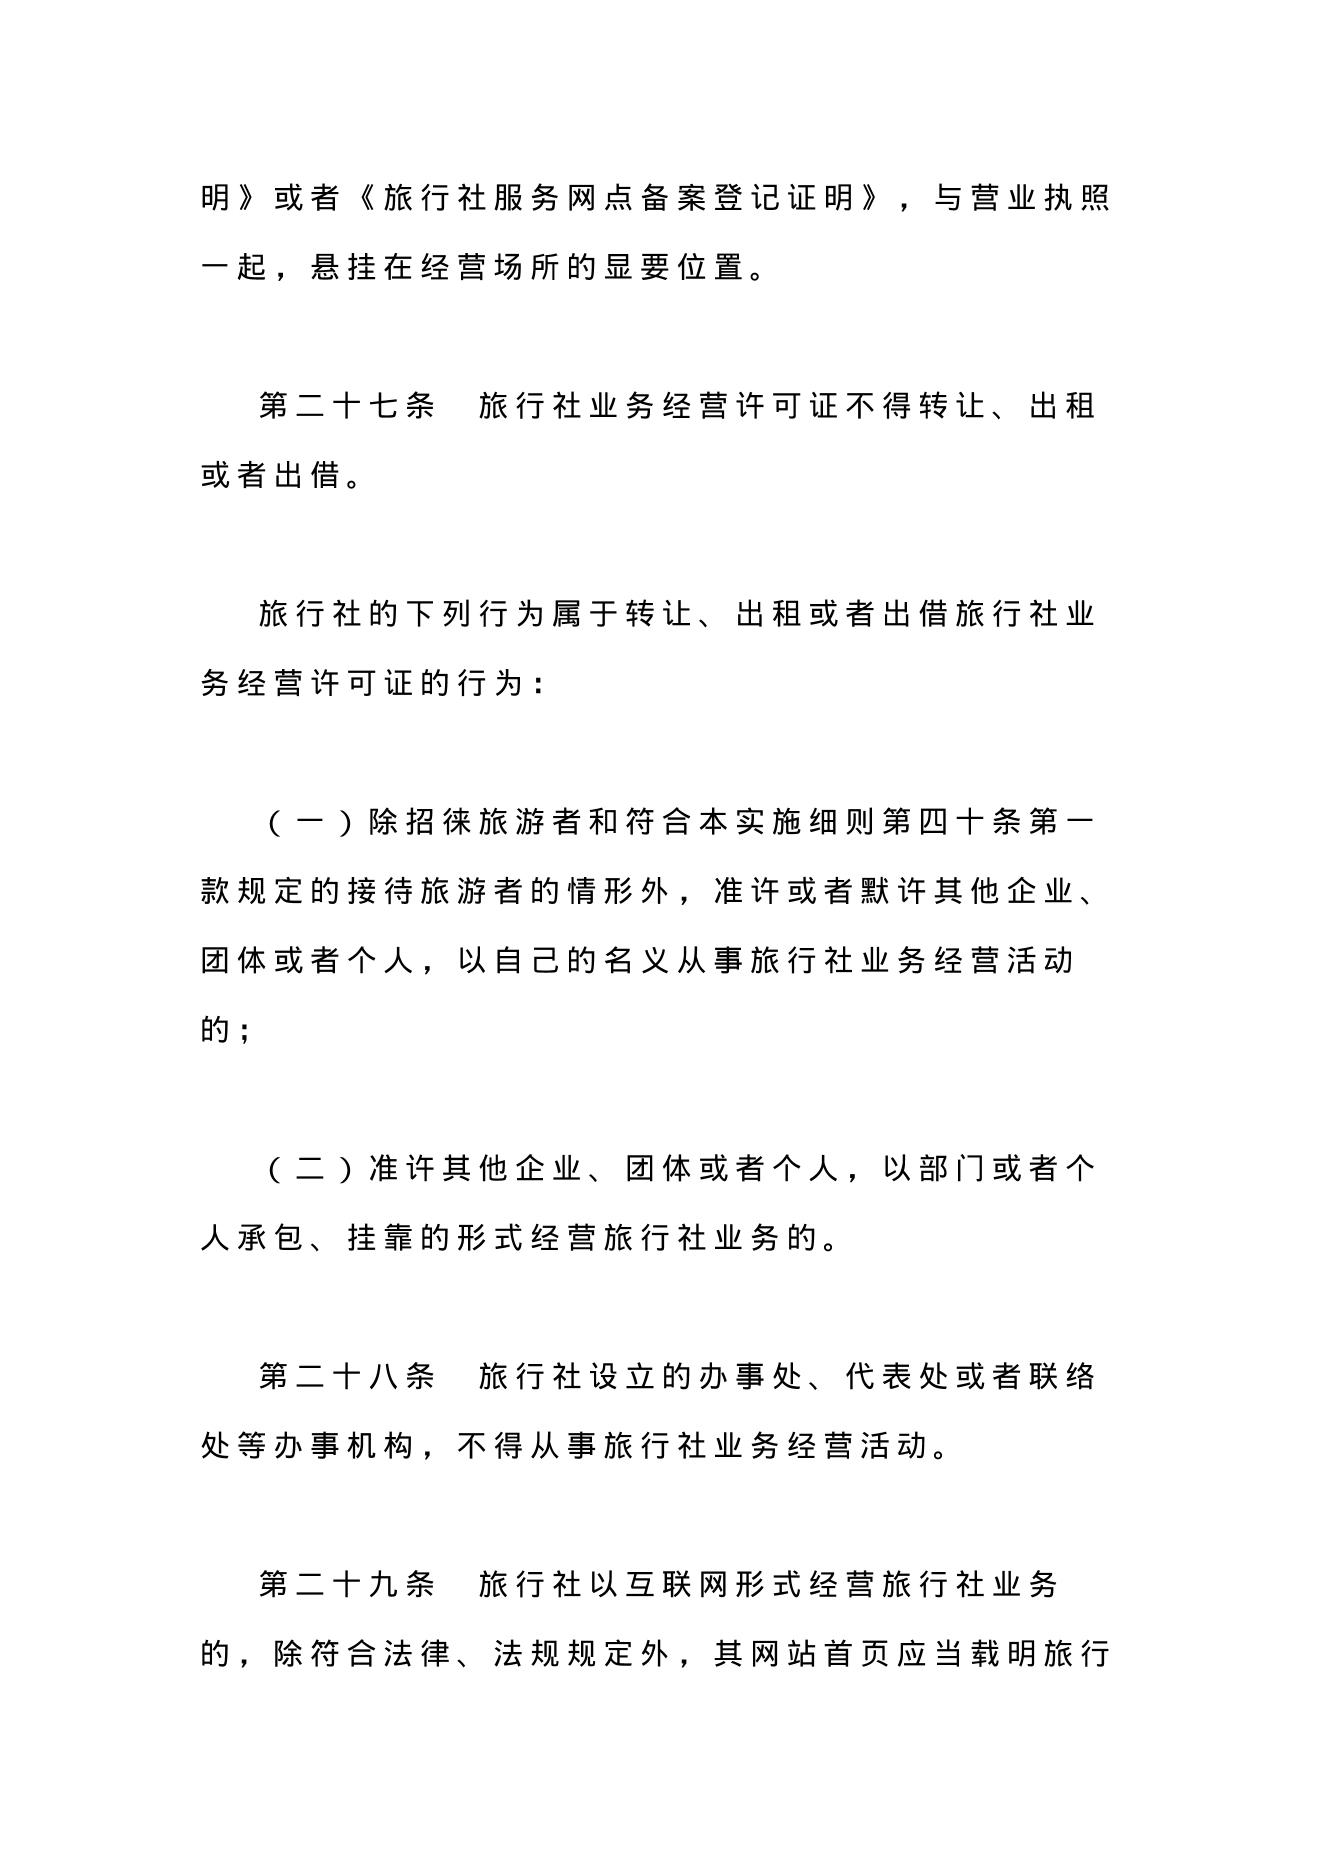 明》或者《旅行社服务网点备案登记证明》，与营业执照
一起，悬挂在经营场所的显要位置。
第二十七条　旅行社业务经营许可证不得转让、出租
或者出借。
旅行社的下列行为属于转让、出租或者出借旅行社业
务经营许可证的行为：
（一）除招徕旅游者和符合本实施细则第四十条第一
款规定的接待旅游者的情形外，准许或者默许其他企业、
团体或者个人，以自己的名义从事旅行社业务经营活动
的；
（二）准许其他企业、团体或者个人，以部门或者个
人承包、挂靠的形式经营旅行社业务的。
第二十八条　旅行社设立的办事处、代表处或者联络
处等办事机构，不得从事旅行社业务经营活动。
第二十九条　旅行社以互联网形式经营旅行社业务
的，除符合法律、法规规定外，其网站首页应当载明旅行